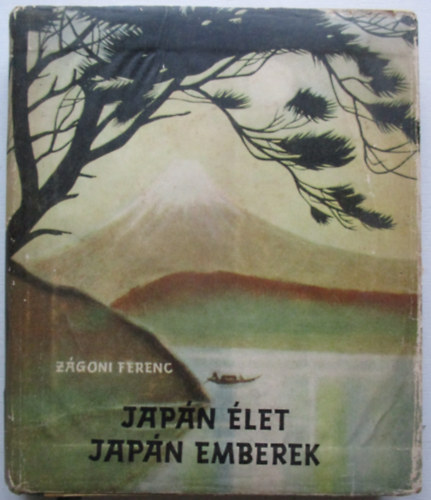 ZÁGONI FERENC
JAPÁN ÉLET
JAPÁN EMBEREK